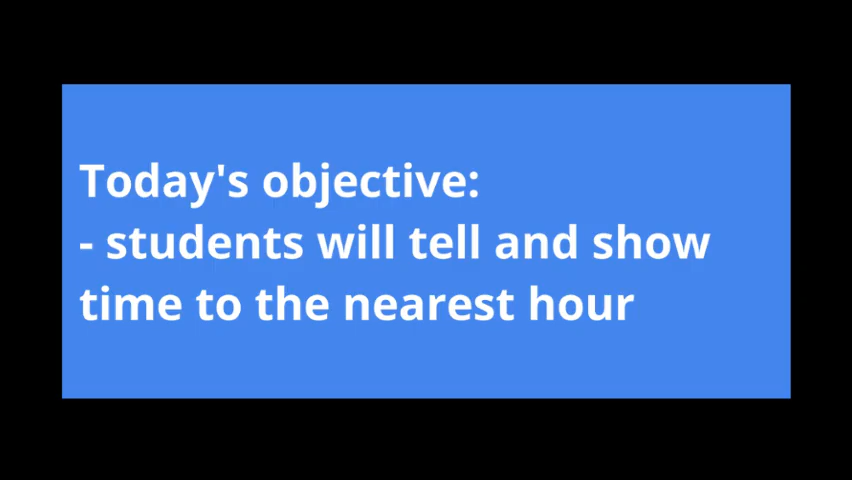 Today's objective:
- students will tell and show
time to the nearest hour